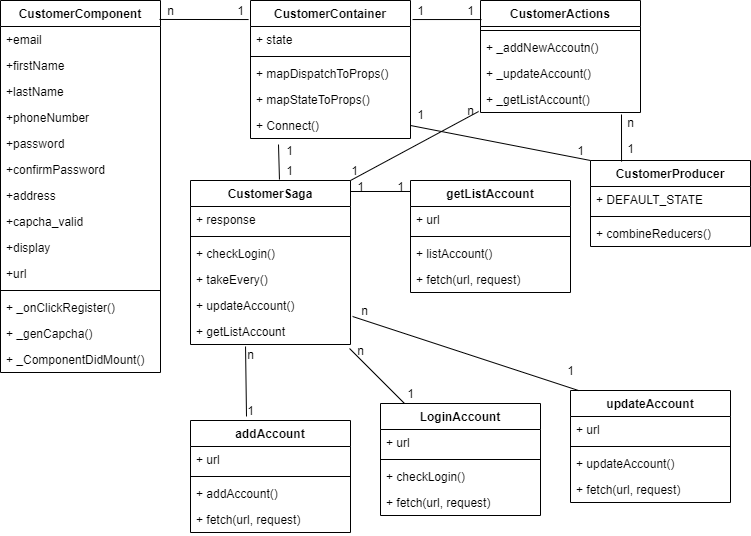 CustomerComponent
+email
+firstName
+lastName
+phoneNumber
+password
+confirmPassword
+address
+capcha_valid
+display
+url
+ _onClickRegister()
+ _genCapcha()
+ _ComponentDidMount()
n
1
CustomerContainer
+ state
+ mapDispatchToProps()
+ mapStateToProps()
+ Connect()
1
1
CustomerActions
+ _addNewAccoutn()
+ _updateAccount()
+ _getListAccount()
n
1
n
1
1
1
1
1
CustomerProducer
+ DEFAULT_STATE
+ combineReducers()
CustomerSaga
+ response
+ checkLogin()
+ takeEvery()
+ updateAccount()
+ getListAccount
1
1
getListAccount
+ url
+ listAccount()
+ fetch(url, request)
n
1
n
1
n
1
addAccount
+ url
+ addAccount()
+ fetch(url, request)
LoginAccount
+ url
+ checkLogin()
+ fetch(url, request)
updateAccount
+ url
+ updateAccount()
+ fetch(url, request)